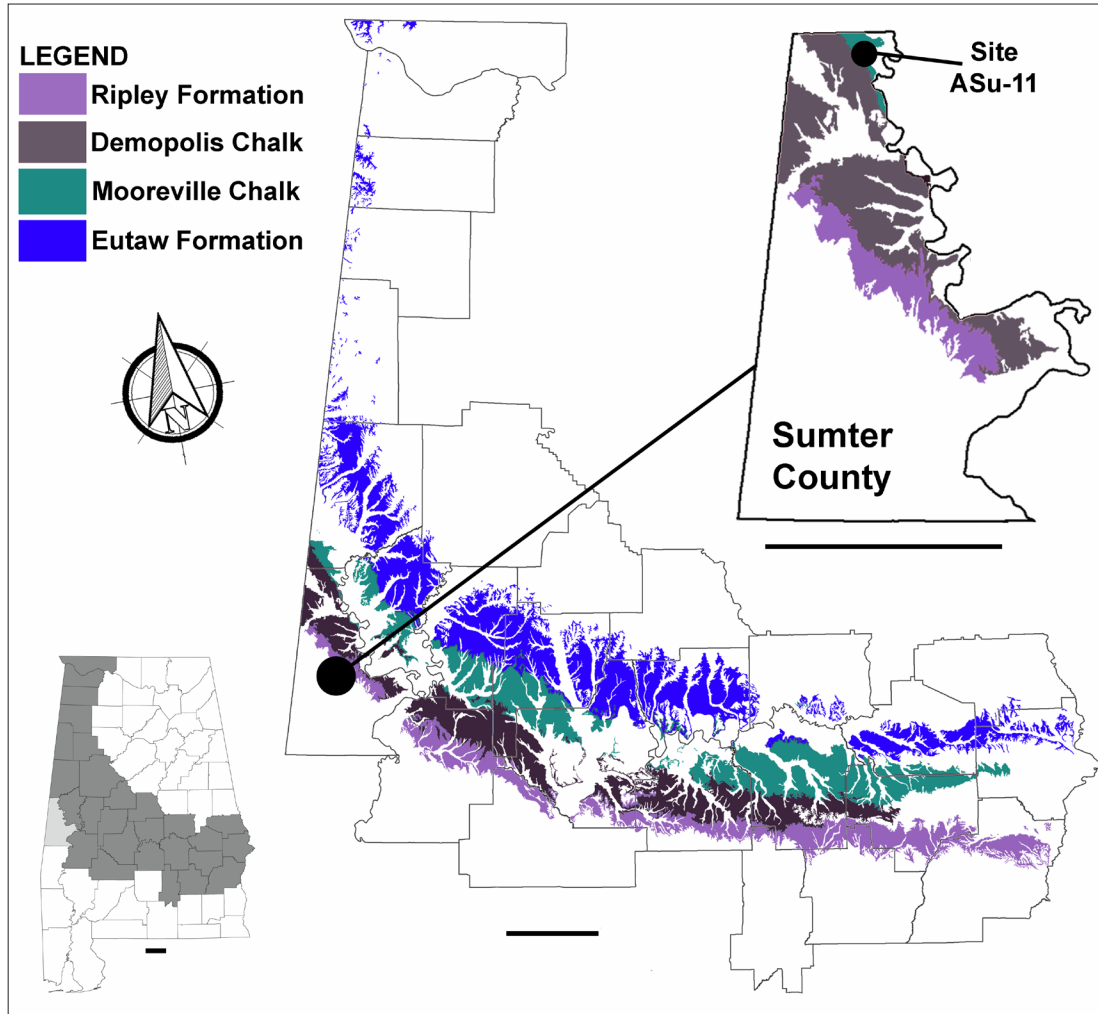 LEGEND
Ripley Formation
Demopolis Chalk
Mooreville Chalk
Eutaw Formation
N
Site
ASu-11
Sumter
County